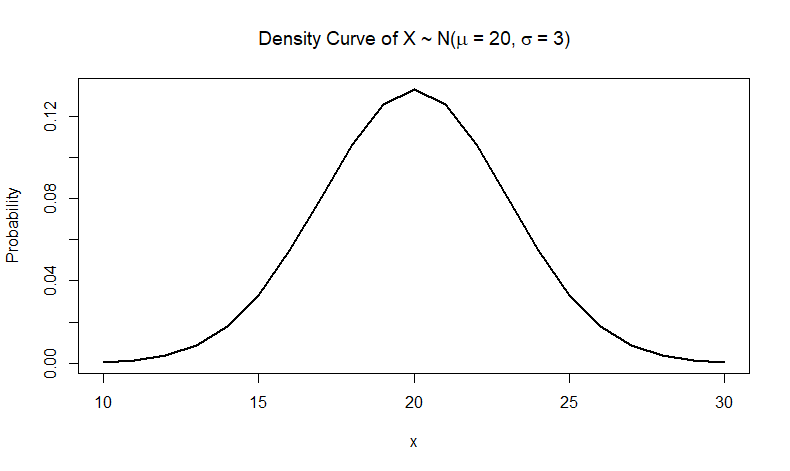 Density Curve of X ~ N(μ = 20, σ = 3)
Probability
0.12
0.08
0.04
0.00
10 15 20 25 30
x